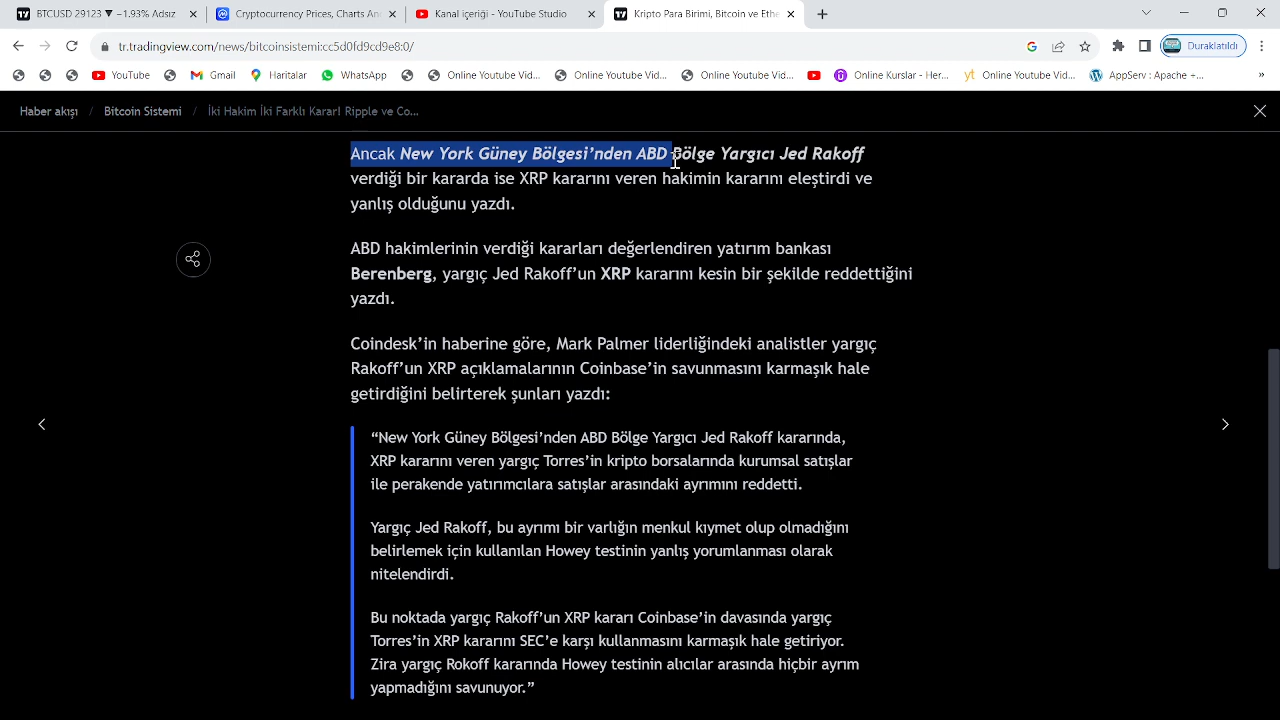 BTCUSD 29123 ▼ −1.93% Adsız
Cryptocurrency Prices, Charts An
Kanal içeriği - YouTube Studio
Kripto Para Birimi, Bitcoin ve Ethe
tr.tradingview.com/news/bitcoinsistemi:cc5d0fd9cd9e8:0/
Duraklatıldı
YouTube
Gmail
Haritalar
WhatsApp
Online Youtube Vid...
Online Youtube Vid...
Online Youtube Vid...
Online Kurslar - Her...
yt Online Youtube Vid...
AppServ : Apache +...
»
Haber akışı / Bitcoin Sistemi / İki Hakim İki Farklı Karar! Ripple ve Co...
Ancak New York Güney Bölgesi’nden ABD Bölge Yargıcı Jed Rakoff
verdiği bir kararda ise XRP kararını veren hakimin kararını eleştirdi ve
yanlış olduğunu yazdı.
ABD hakimlerinin verdiği kararları değerlendiren yatırım bankası
Berenberg, yargıç Jed Rakoff’un XRP kararını kesin bir şekilde reddettiğini
yazdı.
Coindesk’in haberine göre, Mark Palmer liderliğindeki analistler yargıç
Rakoff’un XRP açıklamalarının Coinbase’in savunmasını karmaşık hale
getirdiğini belirterek şunları yazdı:
“New York Güney Bölgesi’nden ABD Bölge Yargıcı Jed Rakoff kararında,
XRP kararını veren yargıç Torres’in kripto borsalarında kurumsal satışlar
ile perakende yatırımcılara satışlar arasındaki ayrımını reddetti.
Yargıç Jed Rakoff, bu ayrımı bir varlığın menkul kıymet olup olmadığını
belirlemek için kullanılan Howey testinin yanlış yorumlanması olarak
nitelendirdi.
Bu noktada yargıç Rakoff’un XRP kararı Coinbase’in davasında yargıç
Torres’in XRP kararını SEC’e karşı kullanmasını karmaşık hale getiriyor.
Zira yargıç Rokoff kararında Howey testinin alıcılar arasında hiçbir ayrım
yapmadığını savunuyor.”